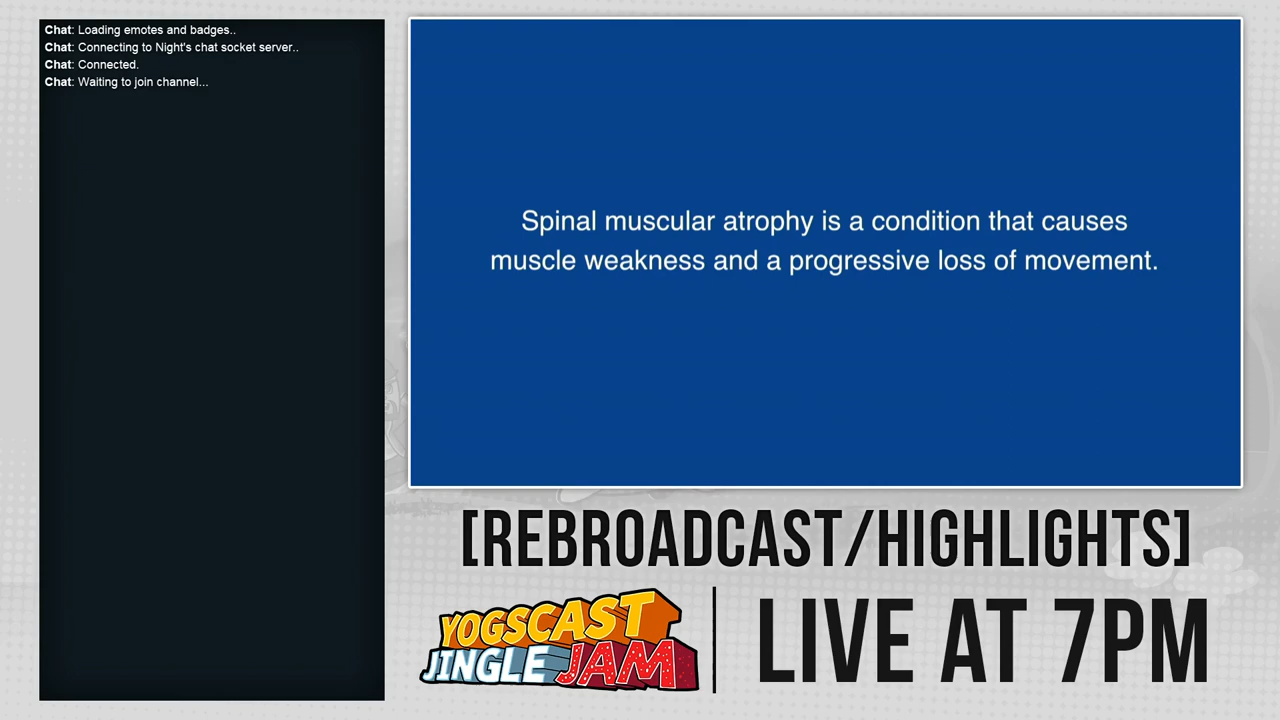 Chat: Loading emotes and badges..
Chat: Connecting to Night's chat socket server..
Chat: Connected.
Chat: Waiting to join channel...
Spinal muscular atrophy is a condition that causes
muscle weakness and a progressive loss of movement.
[REBROADCAST/HIGHLIGHTS]
YOGSCAST
JINGLE JAM
LIVE AT 7PM